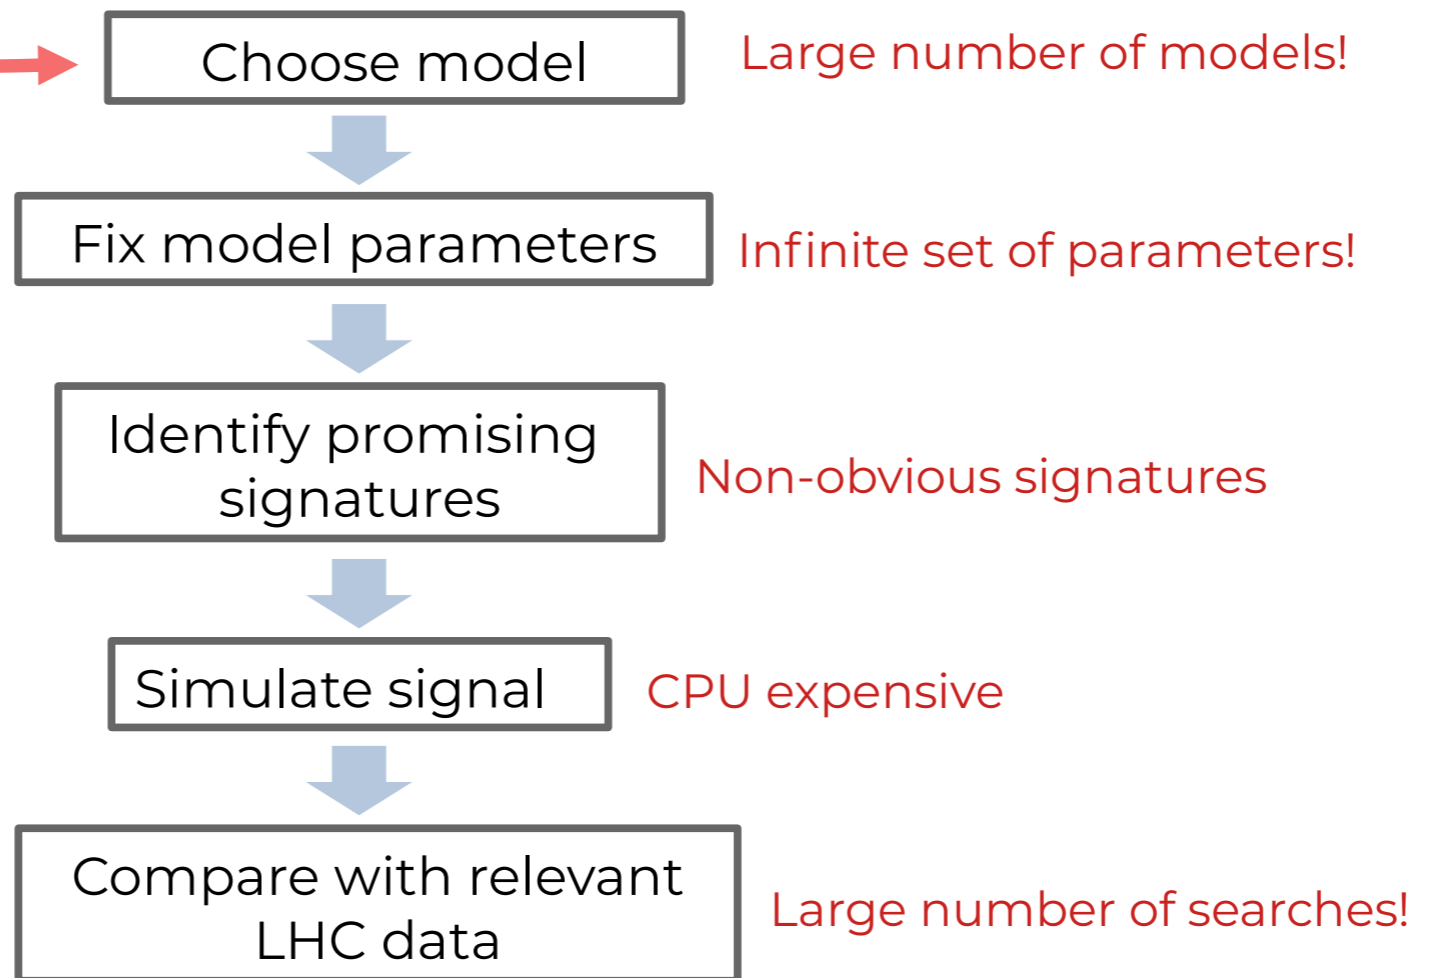 Choose model
Large number of models!
Fix model parameters
Infinite set of parameters!
Identify promising
signatures
Non-obvious signatures
Simulate signal
CPU expensive
Compare with relevant
LHC data
Large number of searches!